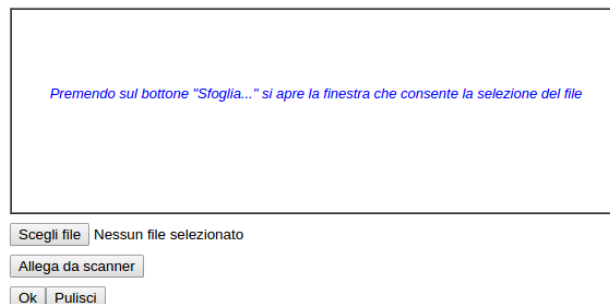 Premendo sul bottone "Sfoglia..." si apre la finestra che consente la selezione del file
Scegli file Nessun file selezionato
Allega da scanner
Ok Pulisci